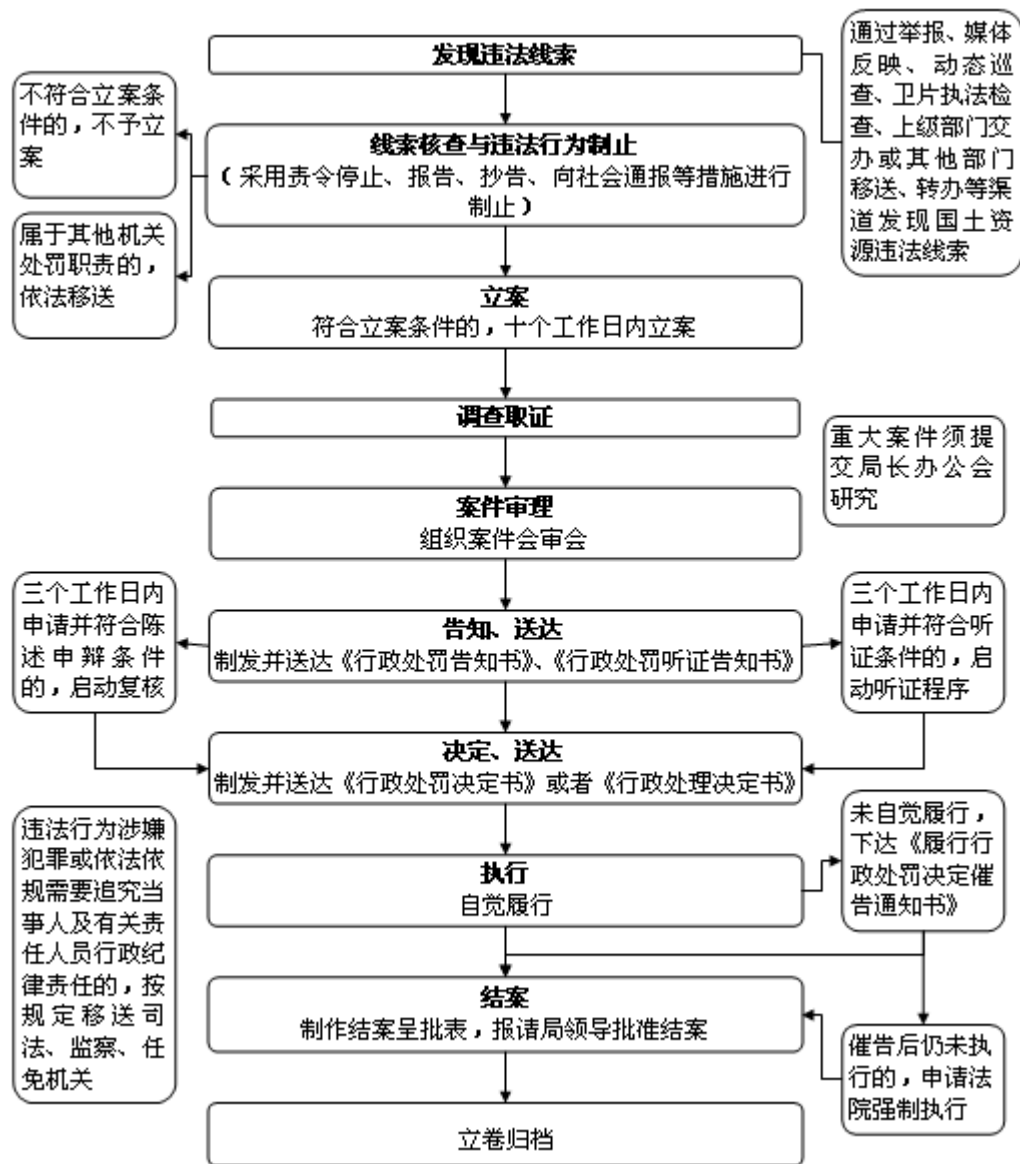 发现违法线索
通过举报、媒体
反映、动态巡
查、卫片执法检
查、上级部门交
办或其他部门
移送、转办等渠
道发现国土资
源违法线索
不符合立案条
件的，不予立
案
线索核查与违法行为制止
（采用责令停止、报告、抄告、向社会通报等措施进行
制止）
属于其他机关
处罚职责的，
依法移送
立案
符合立案条件的，十个工作日内立案
调查取证
重大案件须提
交局长办公会
研究
案件审理
组织案件会审会
三个工作日内
申请并符合陈
述申辩条件
的，启动复核
告知、送达
制发并送达《行政处罚告知书》、《行政处罚听证告知书》
三个工作日内
申请并符合听
证条件的，启
动听证程序
决定、送达
制发并送达《行政处罚决定书》或者《行政处理决定书》
违法行为涉嫌
犯罪或依法依
规需要追究当
事人及有关责
任人员行政纪
律责任的，按
规定移送司
法、监察、任
免机关
执行
自觉履行
未自觉履行，
下达《履行行
政处罚决定催
告通知书》
结案
制作结案呈批表，报请局领导批准结案
催告后仍未执
行的，申请法
院强制执行
立卷归档